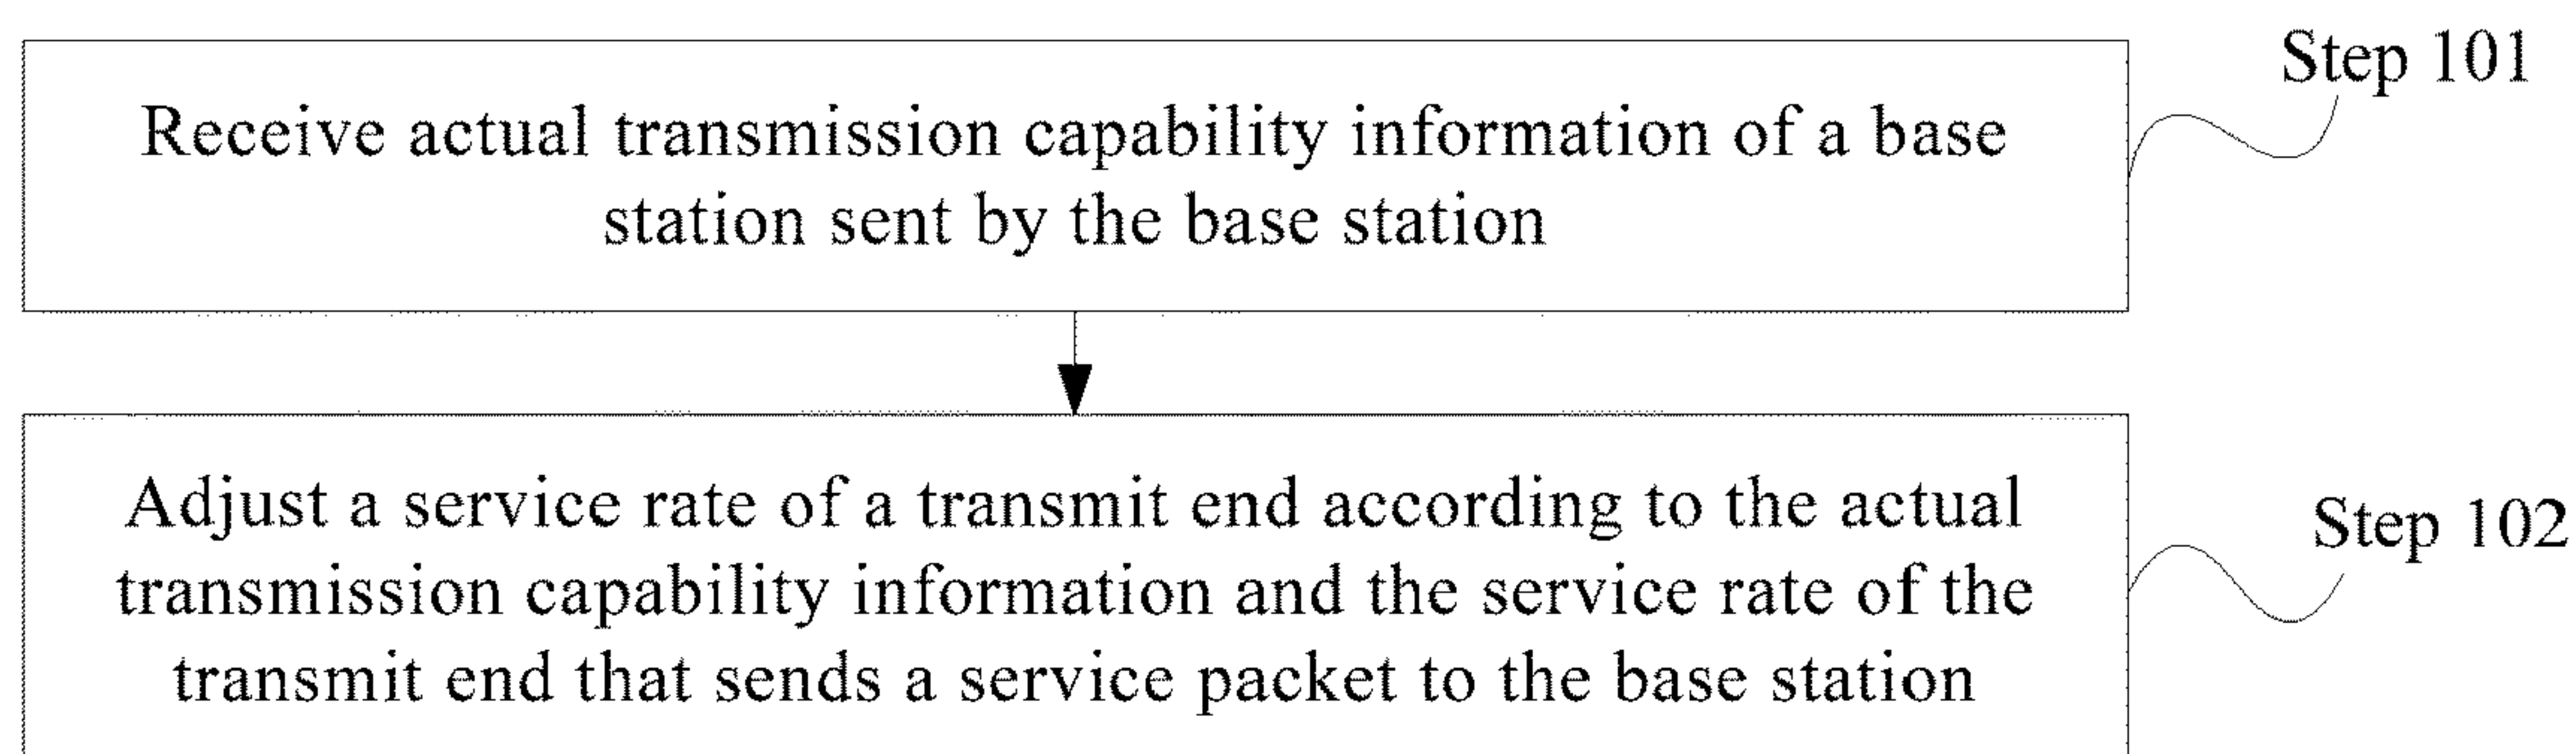 Step 101
Receive actual transmission capability information of a base
station sent by the base station
Adjust a service rate of a transmit end according to the actual
Step 102
transmission capability information and the service rate of the
transmit end that sends a service packet to the base station